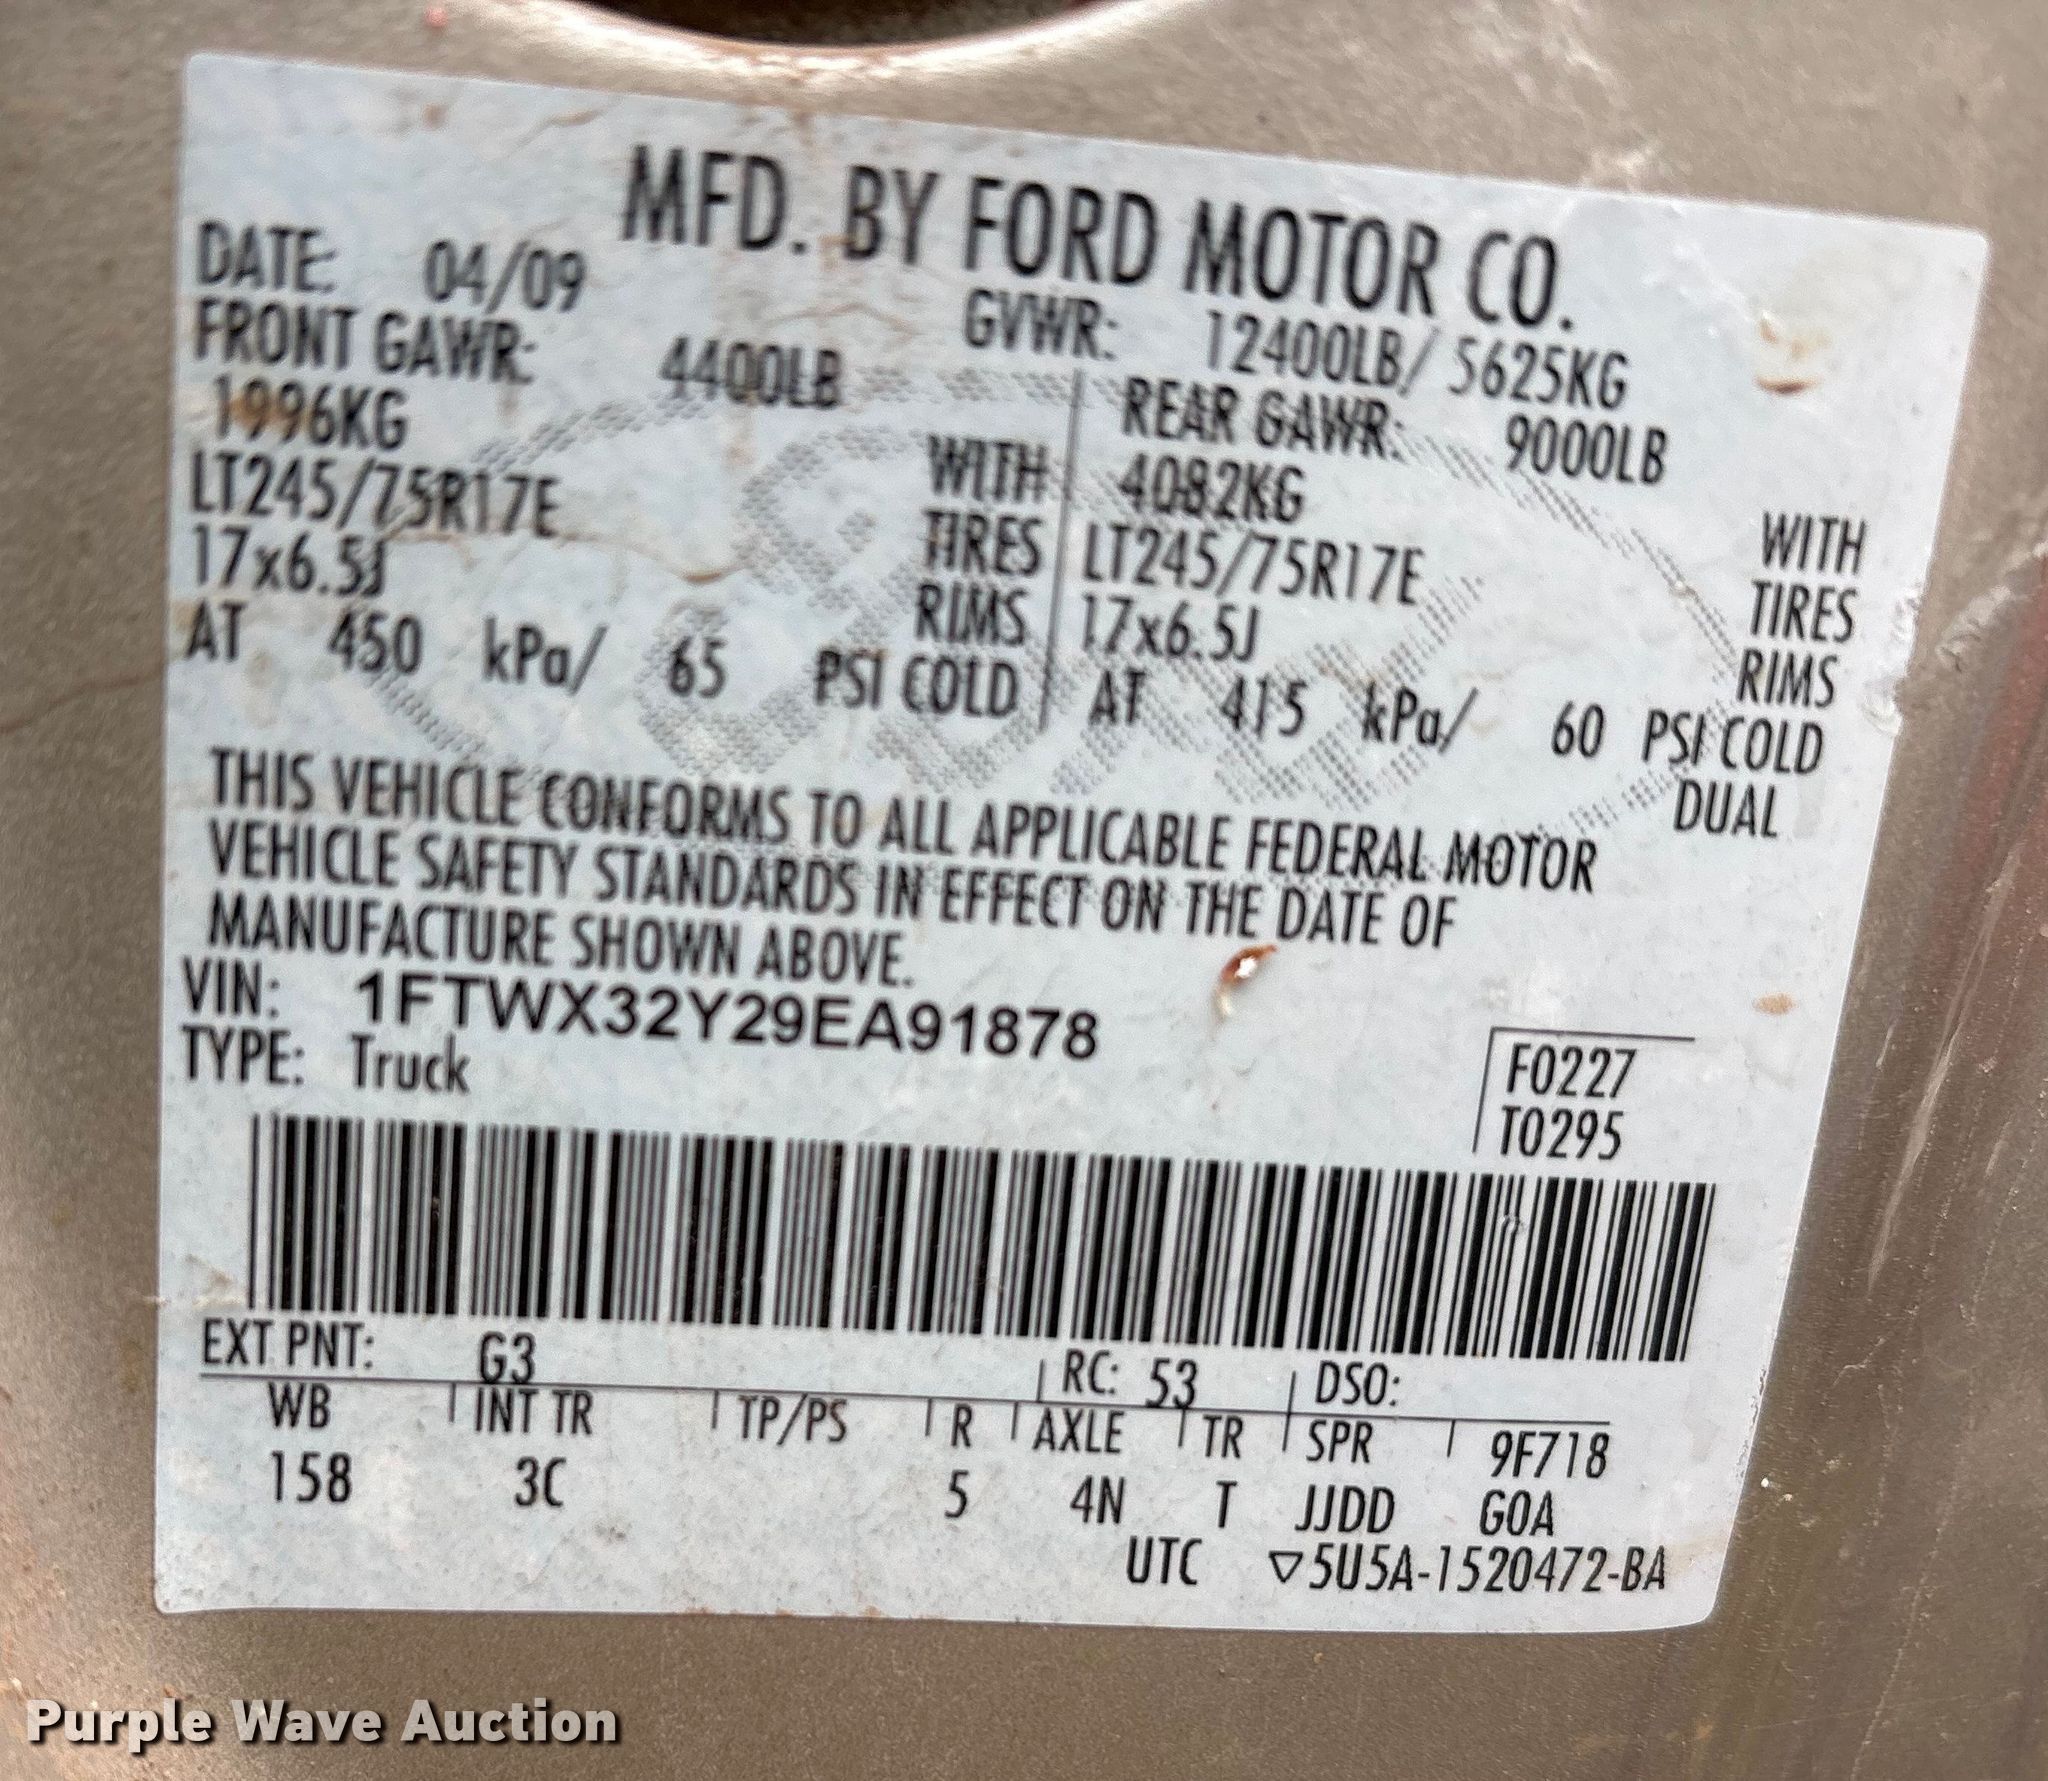 MFD. BY FORD MOTOR CO.
DATE: 04/09 GVWR: 12400LB/ 5625KG
FRONT GAWR: 4400LB REAR GAWR: 9000LB
1996KG WITH 4082KG WITH
LT245/75R17E TIRES LT245/75R17E TIRES
17x6.5J RIMS 17x6.5J RIMS
AT 450 kPa/ 65 PSI COLD AT 415 kPa/ 60 PSI COLD
DUAL
THIS VEHICLE CONFORMS TO ALL APPLICABLE FEDERAL MOTOR
VEHICLE SAFETY STANDARDS IN EFFECT ON THE DATE OF
MANUFACTURE SHOWN ABOVE.
VIN: 1FTWX32Y29EA91878
TYPE: Truck
F0227
T0295
EXT PNT: G3 RC: 53 DSO:
WB INT TR TP/PS R AXLE TR SPR 9F718
158 3C 5 4N T JJDD G0A
UTC ▽5U5A-1520472-BA
Purple Wave Auction